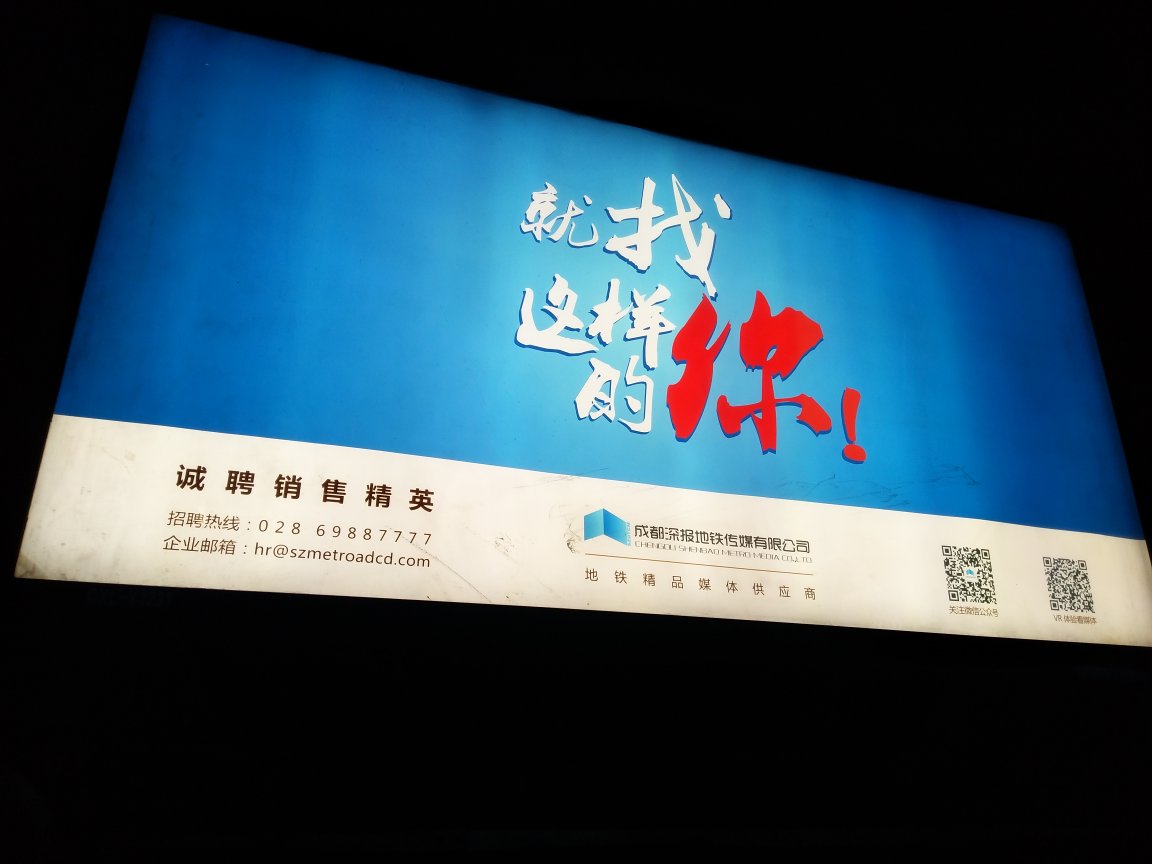 就找
这样
的你!
诚聘销售精英
招聘热线:028 69887777
企业邮箱:hr@szmetroadcd.com
成都深报地铁传媒有限公司
CHENGDU SHENBAO METRO MEDIA CO.,LTD
地铁精品媒体供应商
关注微信公众号
VR 体验看媒体